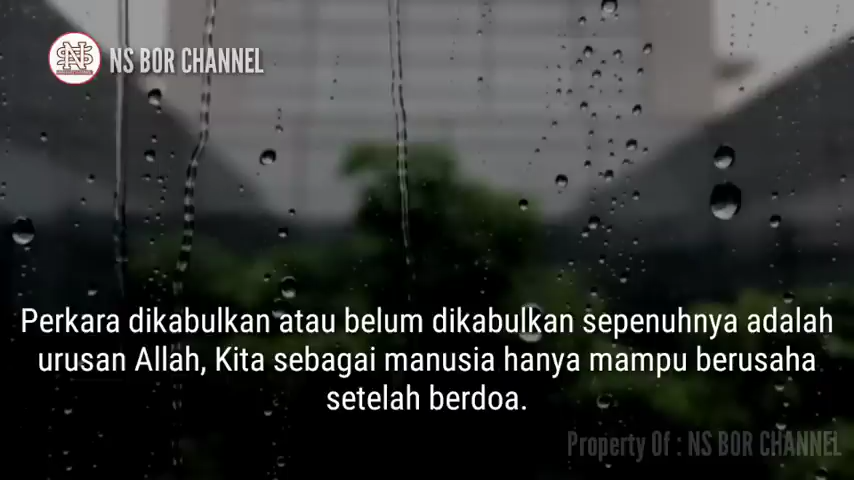 NS BOR CHANNEL
Perkara dikabulkan atau belum dikabulkan sepenuhnya adalah
urusan Allah, Kita sebagai manusia hanya mampu berusaha
setelah berdoa.
Property Of : NS BOR CHANNEL